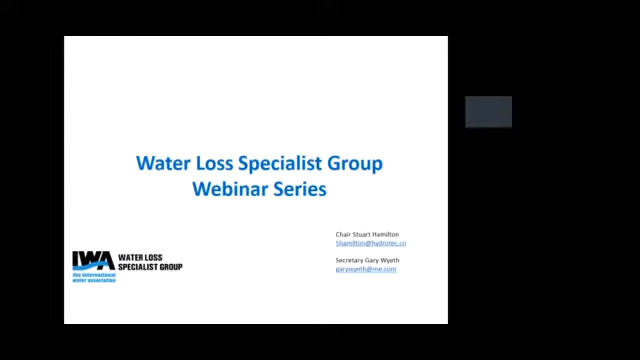 Water Loss Specialist Group
Webinar Series
Chair Stuart Hamilton
Shamilton@hydrotec.co
Secretary Gary Wyeth
garywyeth@me.com
IWA WATER LOSS
SPECIALIST GROUP
the international
water association